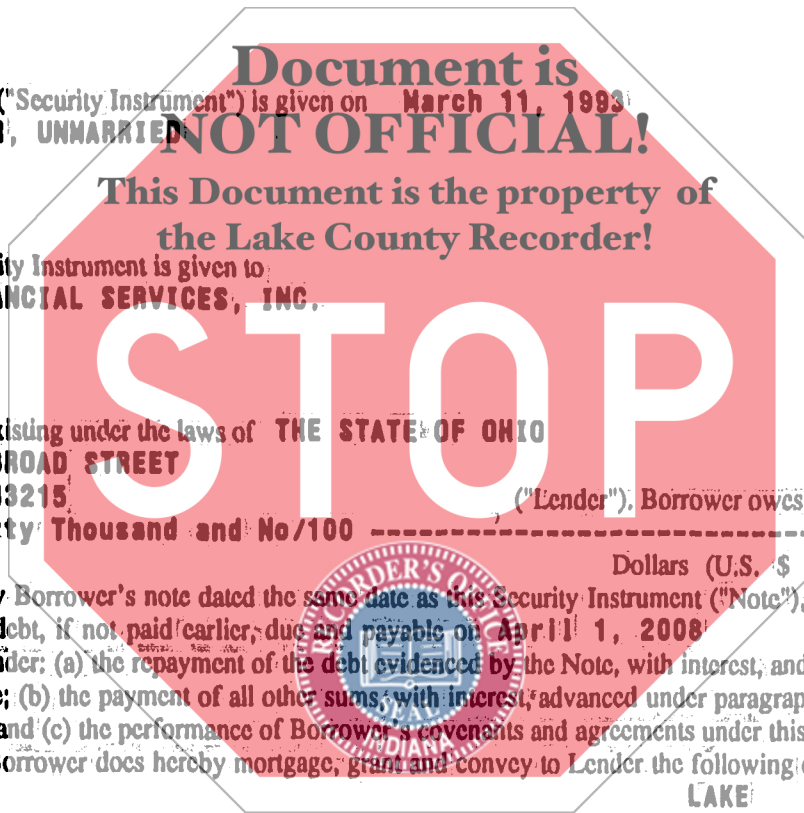 Document is
("Security Instrument") is given on March 11, 1993
, UNMARRIED
NOT OFFICIAL!
This Document is the property of
the Lake County Recorder!
ity Instrument is given to
ANCIAL SERVICES, INC.
STOP
xisting under the laws of THE STATE OF OHIO
BROAD STREET
3215 , ("Lender"). Borrower owes
ty Thousand and No/100 ----------------------------------------
Dollars (U.S. $
y Borrower's note dated the same date as this Security Instrument ("Note"),
debt, if not paid earlier, due and payable on April 1, 2008
der: (a) the repayment of the debt evidenced by the Note, with interest, and
; (b) the payment of all other sums, with interest, advanced under paragrap
and (c) the performance of Borrower's covenants and agreements under this
orrower does hereby mortgage, grant and convey to Lender the following
LAKE
RECORDER'S OFFICE
SEAL
INDIANA